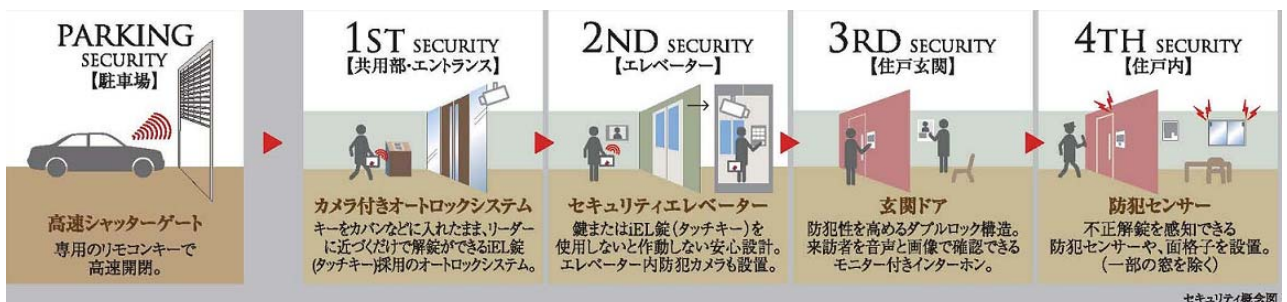 PARKING
SECURITY
【駐車場】
高速シャッターゲート
専用のリモコンキーで
高速開閉。
1ST SECURITY
【共用部・エントランス】
カメラ付きオートロックシステム
キーをカバンなどに入れたまま、リーダー
に近づくだけで解錠ができるiEL錠
(タッチキー)採用のオートロックシステム。
2ND SECURITY
【エレベーター】
セキュリティエレベーター
鍵またはiEL錠(タッチキー)を
使用しないと作動しない安心設計。
エレベーター内防犯カメラも設置。
3RD SECURITY
【住戸玄関】
玄関ドア
防犯性を高めるダブルロック構造。
来訪者を音声と画像で確認できる
モニター付きインターホン。
4TH SECURITY
【住戸内】
防犯センサー
不正解錠を感知できる
防犯センサーや、面格子を設置。
(一部の窓を除く)
セキュリティ概念図